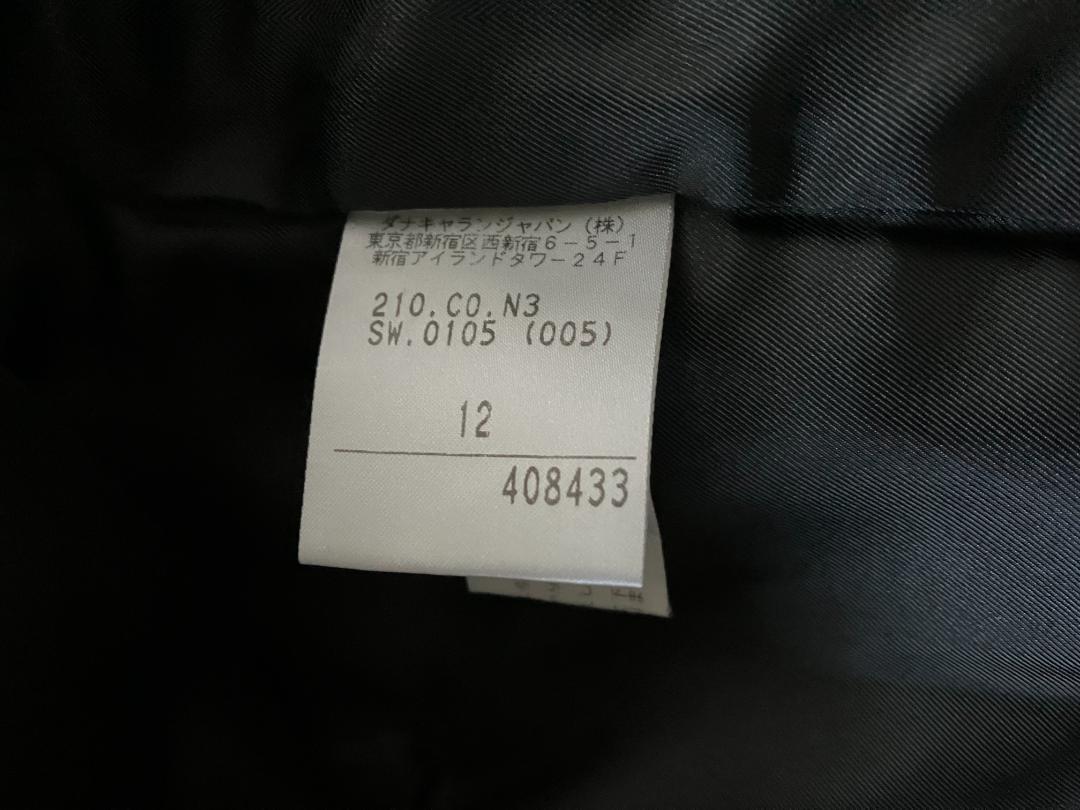 ダナキャランジャパン（株）
東京都新宿区西新宿６－５－１
新宿アイランドタワー２４Ｆ
210.CO.N3
SW.0105 (005)
12
408433